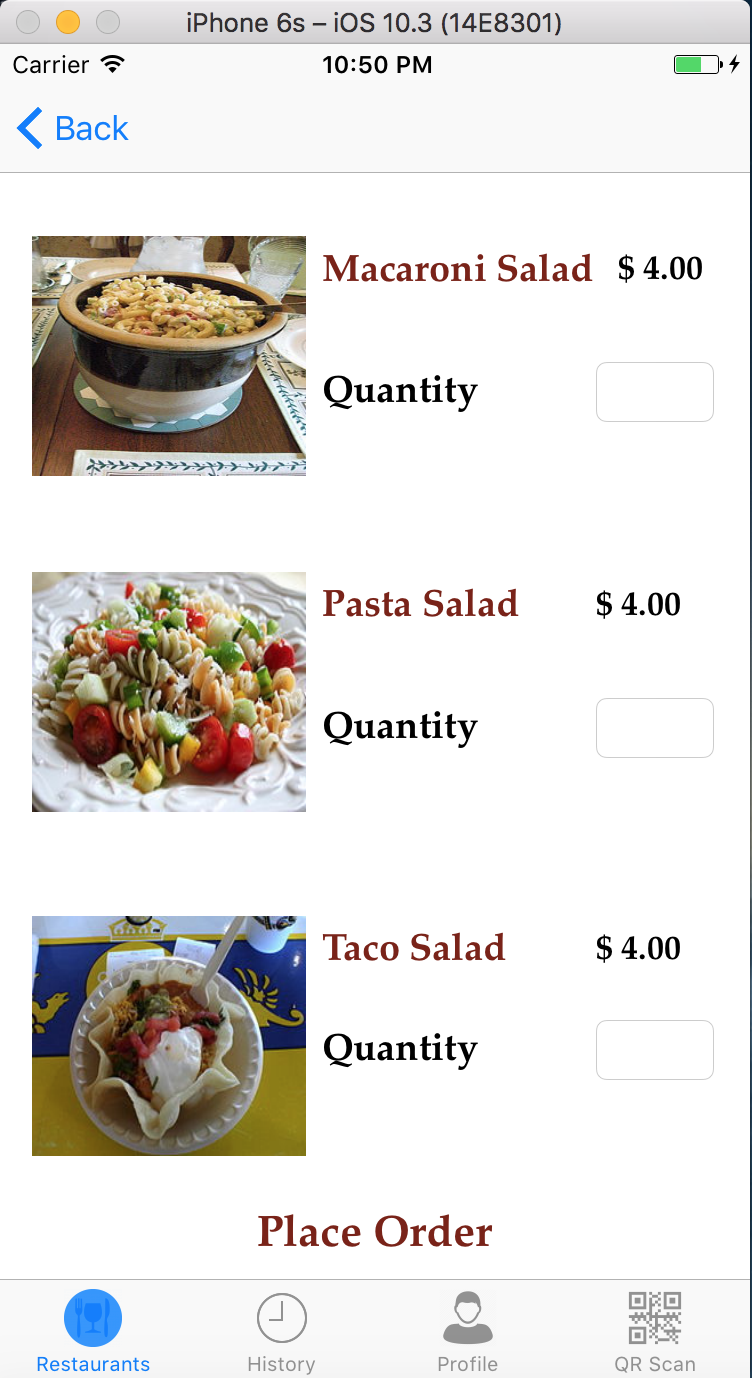 iPhone 6s – iOS 10.3 (14E8301)
Carrier 10:50 PM
Back
Macaroni Salad $ 4.00
Quantity
Pasta Salad $ 4.00
Quantity
Taco Salad $ 4.00
Quantity
Place Order
Restaurants History Profile QR Scan